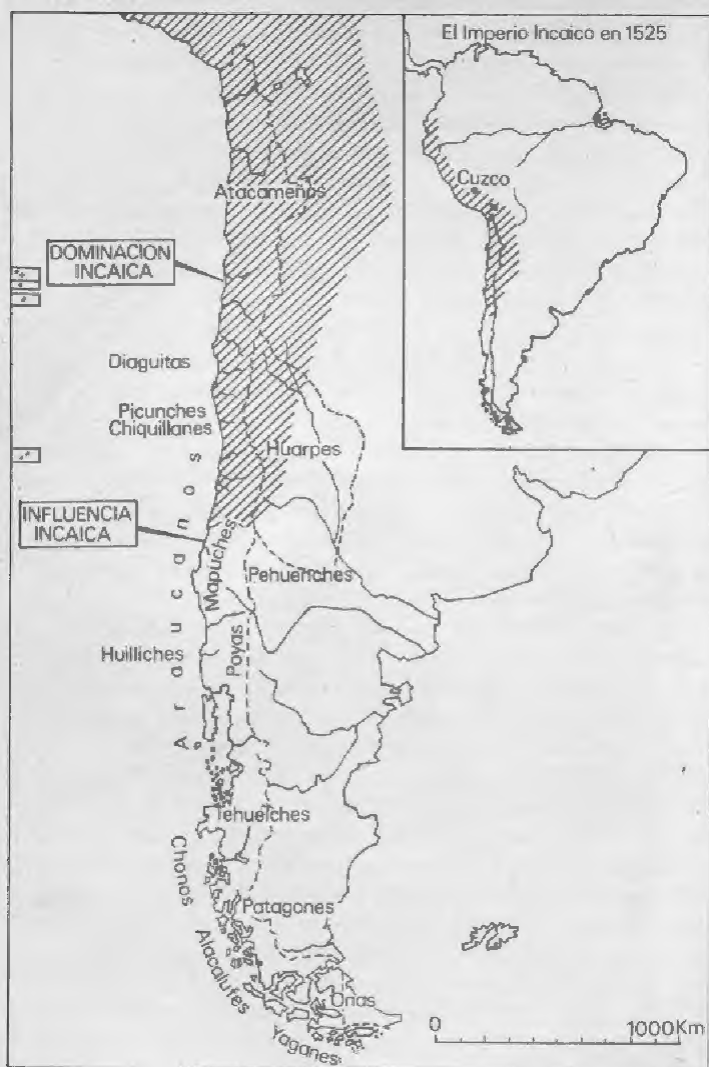 El Imperio Incaico en 1525
Cuzco
Atacameños
DOMINACION
INCAICA
Diaguitas
Picunches
Chiquillanes
Huarpes
INFLUENCIA
INCAICA
Araucanos
Mapuches
Pehuenches
Huilliches
Poyas
Tehuelches
Chonos
Patagones
Alacalufes
Onas
Yaganes
0 1000Km